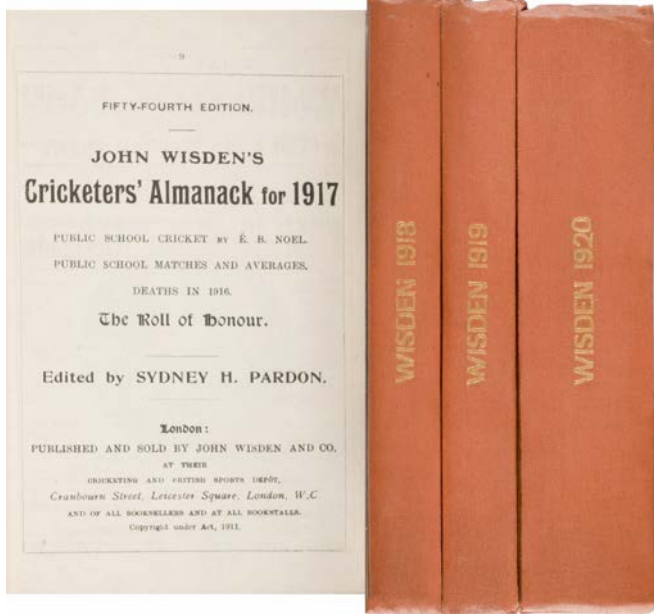 9
FIFTY-FOURTH EDITION.
JOHN WISDEN'S
Cricketers' Almanack for 1917
PUBLIC SCHOOL CRICKET BY E. B. NOEL.
PUBLIC SCHOOL MATCHES AND AVERAGES.
DEATHS IN 1916.
The Roll of Honour.
Edited by SYDNEY H. PARDON.
London:
PUBLISHED AND SOLD BY JOHN WISDEN AND CO.
AT THEIR
CRICKETING AND BRITISH SPORTS DEPÔT,
Cranbourn Street, Leicester Square, London, W.C
AND OF ALL BOOKSELLERS AND AT ALL BOOKSTALLS.
Copyright under Act, 1911.
WISDEN 1918
WISDEN 1919
WISDEN 1920